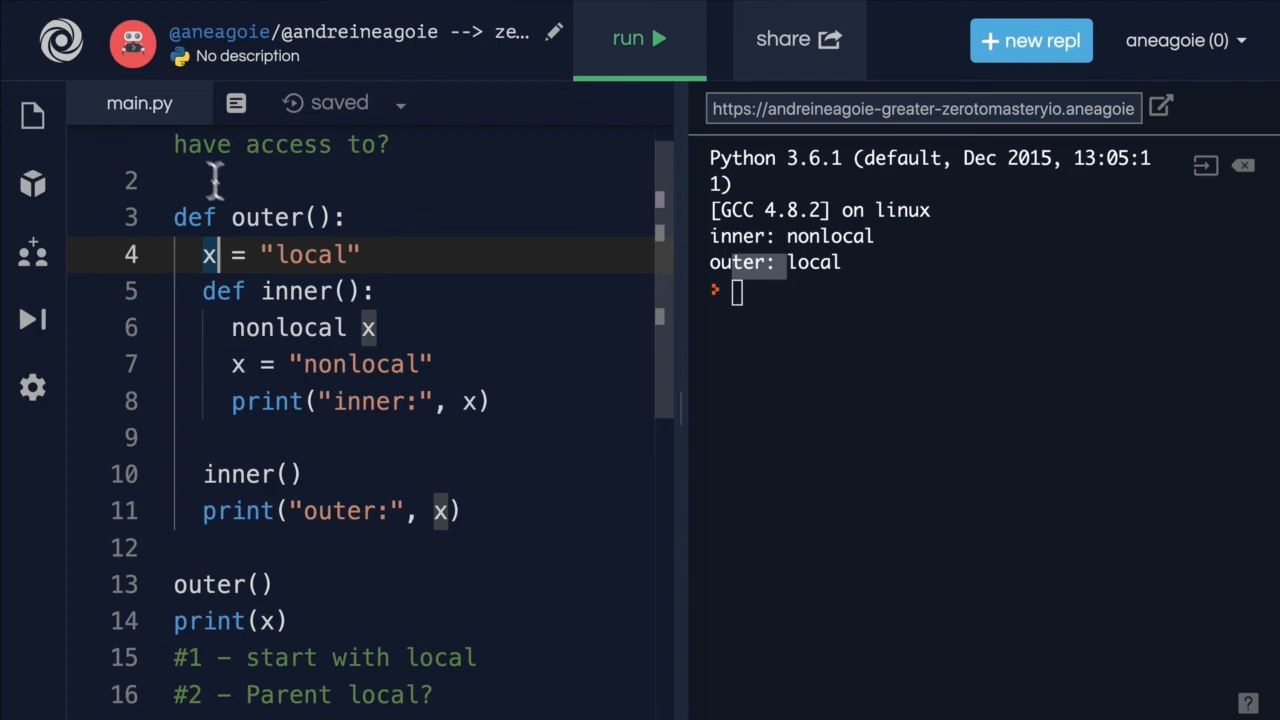 @aneagoie/@andreineagoie --> ze...
No description
run
share
+ new repl
aneagoie (0)
main.py
saved
https://andreineagoie-greater-zerotomasteryio.aneagoie
have access to?
2
3 def outer():
4 x = "local"
5 def inner():
6 nonlocal x
7 x = "nonlocal"
8 print("inner:", x)
9
10 inner()
11 print("outer:", x)
12
13 outer()
14 print(x)
15 #1 - start with local
16 #2 - Parent local?
Python 3.6.1 (default, Dec 2015, 13:05:1
1)
[GCC 4.8.2] on linux
inner: nonlocal
outer: local
>
?